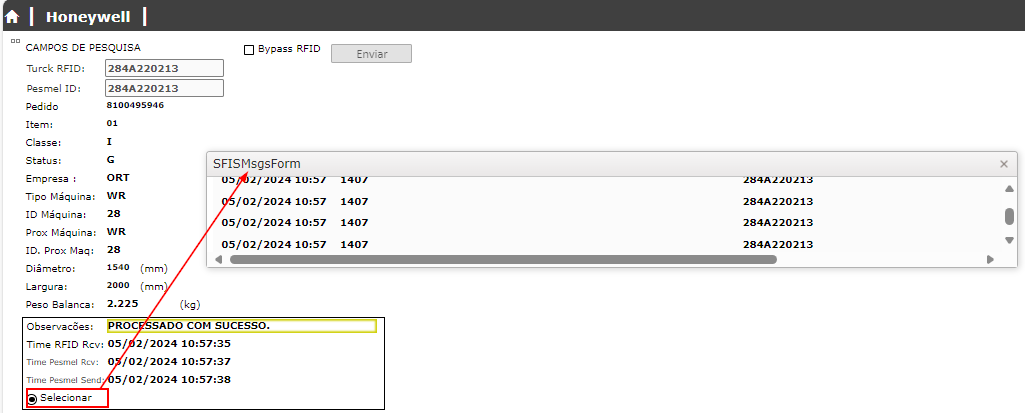 Honeywell
CAMPOS DE PESQUISA
Bypass RFID
Enviar
Turck RFID: 284A220213
Pesmel ID: 284A220213
Pedido 8100495946
Item: 01
Classe: I
Status: G
Empresa : ORT
Tipo Máquina: WR
ID Máquina: 28
Prox Máquina: WR
ID. Prox Maq: 28
Diâmetro: 1540 (mm)
Largura: 2000 (mm)
Peso Balanca: 2.225 (kg)
Observacões: PROCESSADO COM SUCESSO.
Time RFID Rcv: 05/02/2024 10:57:35
Time Pesmel Rcv: 05/02/2024 10:57:37
Time Pesmel Send: 05/02/2024 10:57:38
Selecionar
SFISMsgsForm
05/02/2024 10:57 1407 284A220213
05/02/2024 10:57 1407 284A220213
05/02/2024 10:57 1407 284A220213
05/02/2024 10:57 1407 284A220213